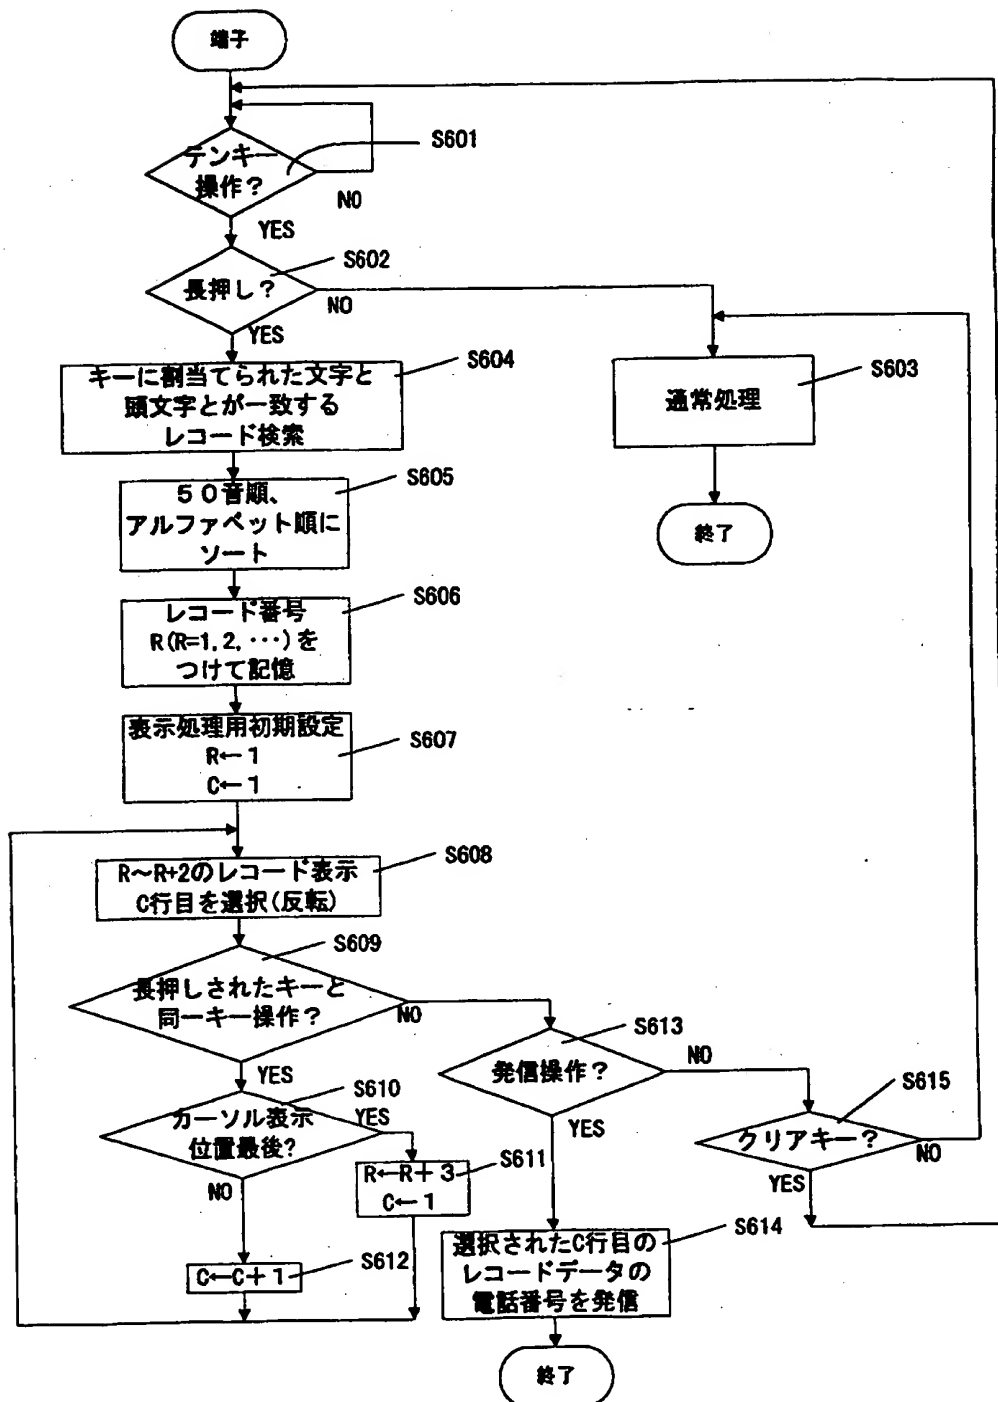 端子
テンキー
操作?
S601
NO
YES
S602
長押し?
NO
YES
S604
キーに割当てられた文字と
頭文字とが一致する
レコード検索
S603
通常処理
終了
S605
50音順、
アルファベット順に
ソート
S606
レコード番号
R(R=1,2,···)を
つけて記憶
S607
表示処理用初期設定
R←1
C←1
S608
R~R+2のレコード表示
C行目を選択(反転)
S609
長押しされたキーと
同一キー操作?
NO
YES
S613
発信操作?
NO
YES
S610
カーソル表示
位置最後?
YES
NO
S615
クリアキー?
NO
YES
S611
R←R+3
C←1
S612
C←C+1
S614
選択されたC行目の
レコードデータの
電話番号を発信
終了